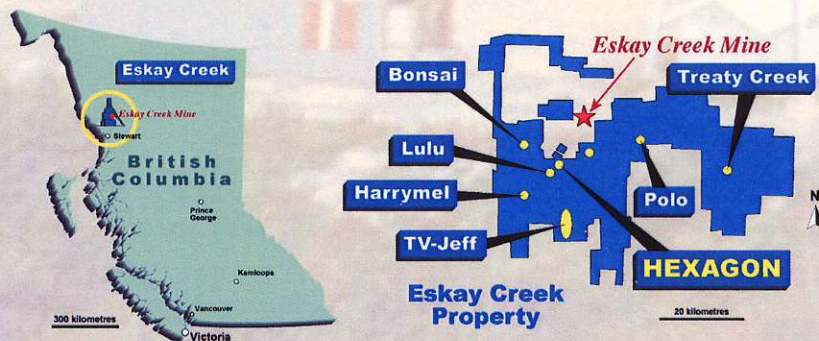 Eskay Creek
Eskay Creek Mine
Stewart
British
Columbia
Prince
George
Kamloops
Vancouver
Victoria
300 kilometres
Eskay Creek Mine
Bonsai
Treaty Creek
Lulu
Harrymel
Polo
TV-Jeff
HEXAGON
Eskay Creek
Property
20 kilometres
N